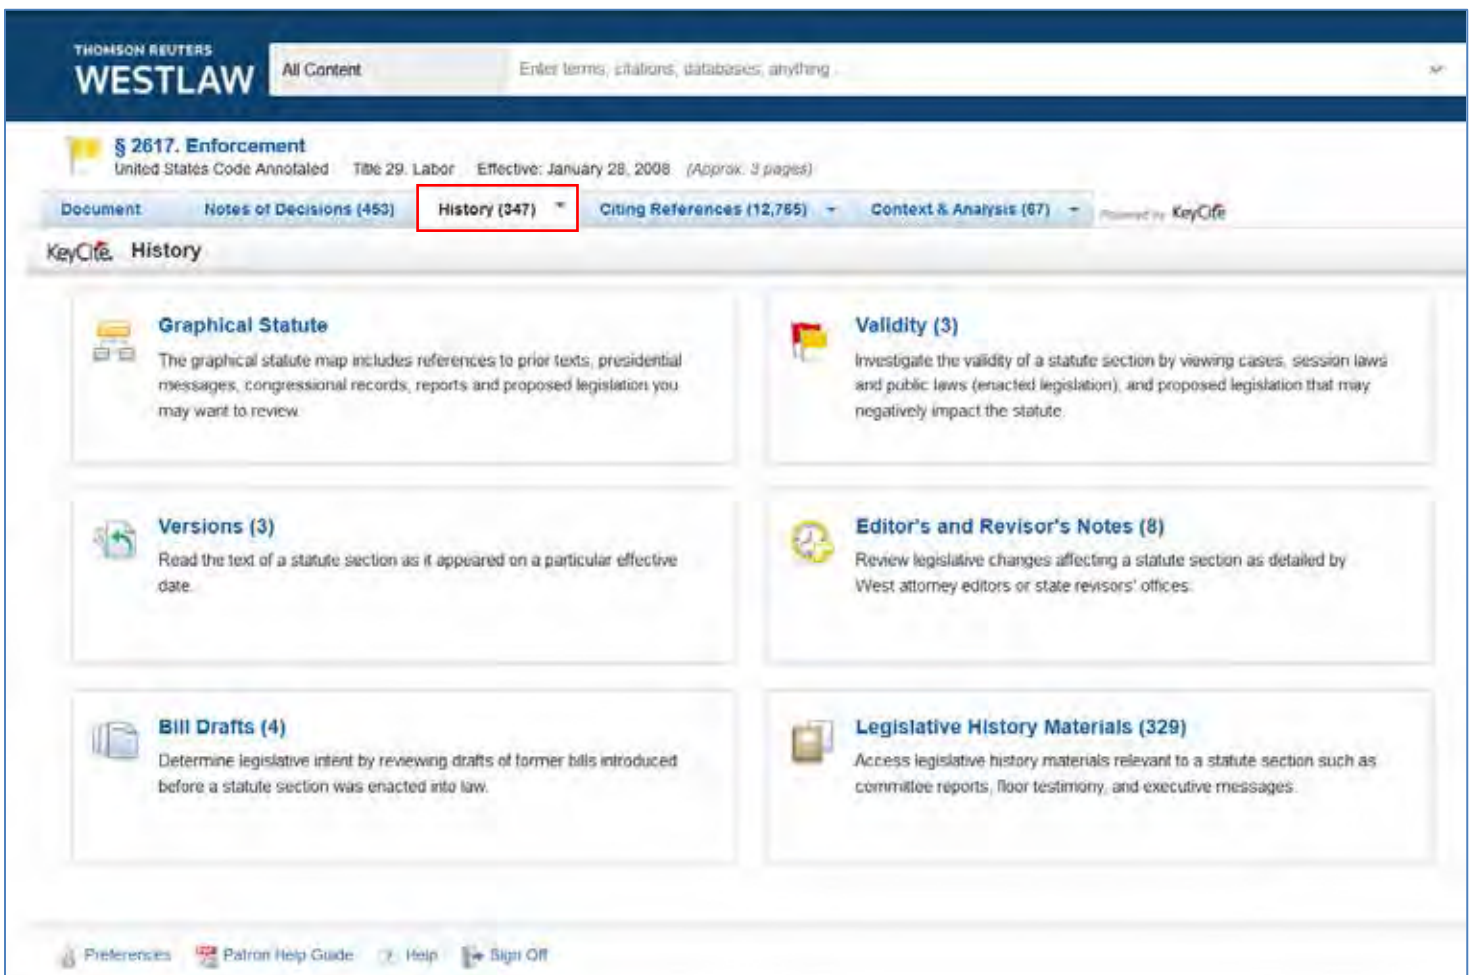 THOMSON REUTERS
WESTLAW
All Content
Enter terms, citations, databases, anything
§ 2617. Enforcement
United States Code Annotated Title 29. Labor Effective: January 28, 2008 (Approx. 3 pages)
Document Notes of Decisions (453) History (347) Citing References (12,765) Context & Analysis (67) Powered by KeyCite
KeyCite. History
Graphical Statute
The graphical statute map includes references to prior texts, presidential
messages, congressional records, reports and proposed legislation you
may want to review.
Validity (3)
Investigate the validity of a statute section by viewing cases, session laws
and public laws (enacted legislation), and proposed legislation that may
negatively impact the statute.
Versions (3)
Read the text of a statute section as it appeared on a particular effective
date.
Editor's and Revisor's Notes (8)
Review legislative changes affecting a statute section as detailed by
West attorney editors or state revisors' offices.
Bill Drafts (4)
Determine legislative intent by reviewing drafts of former bills introduced
before a statute section was enacted into law.
Legislative History Materials (329)
Access legislative history materials relevant to a statute section such as
committee reports, floor testimony, and executive messages.
Preferences Patron Help Guide Help Sign Off